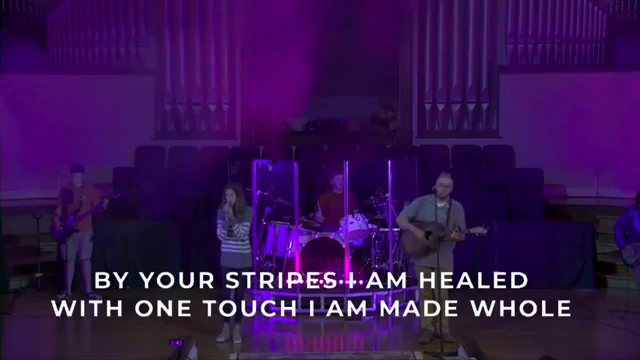 BY YOUR STRIPES I AM HEALED
WITH ONE TOUCH I AM MADE WHOLE